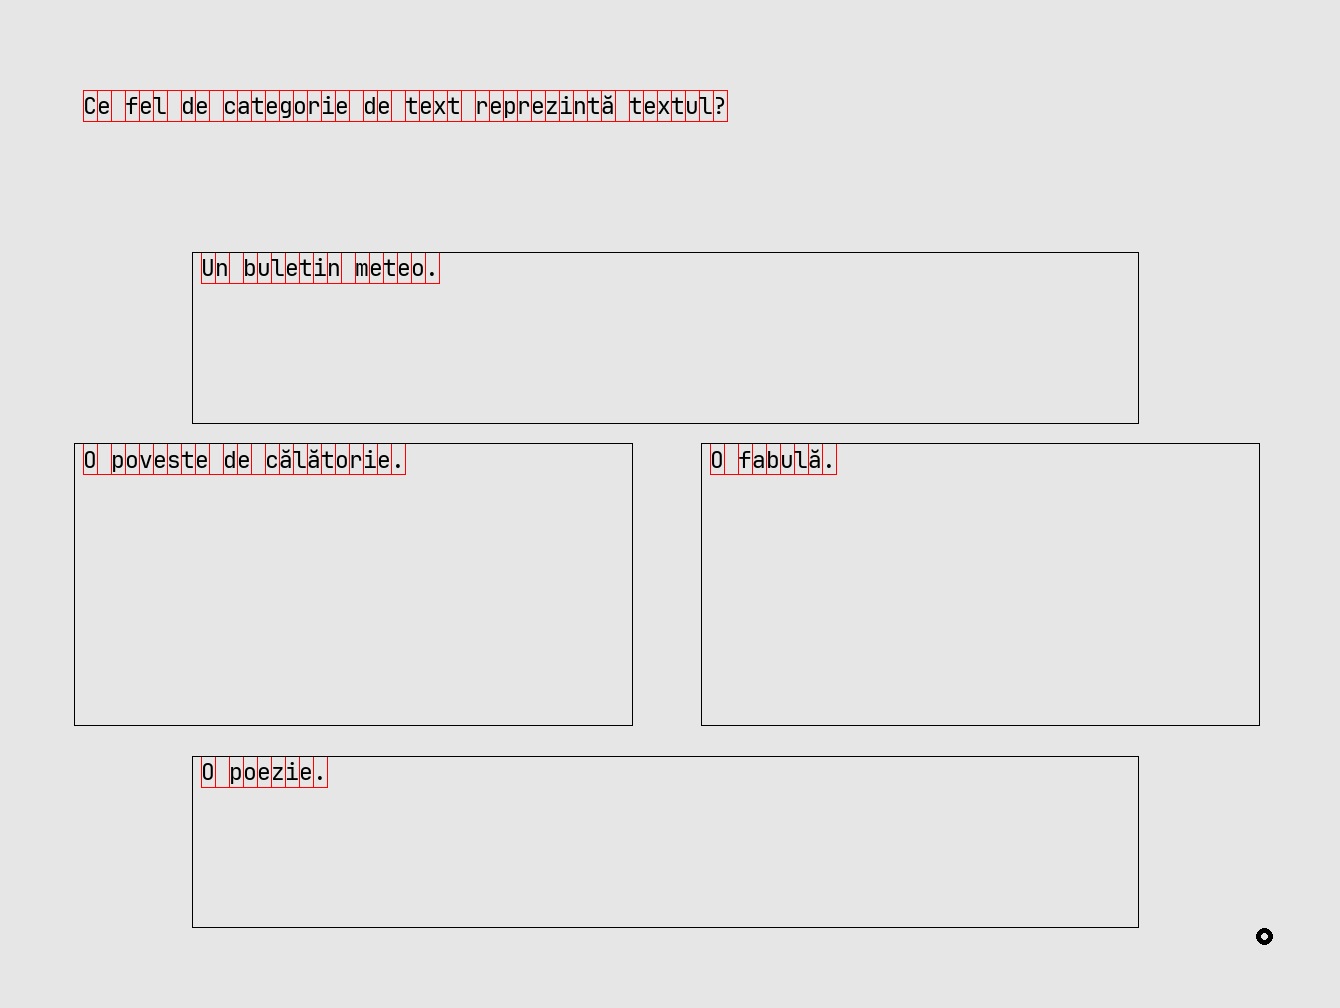 Ce fel de categorie de text reprezintă textul?
Un buletin meteo.
O poveste de călătorie.
O fabulă.
O poezie.